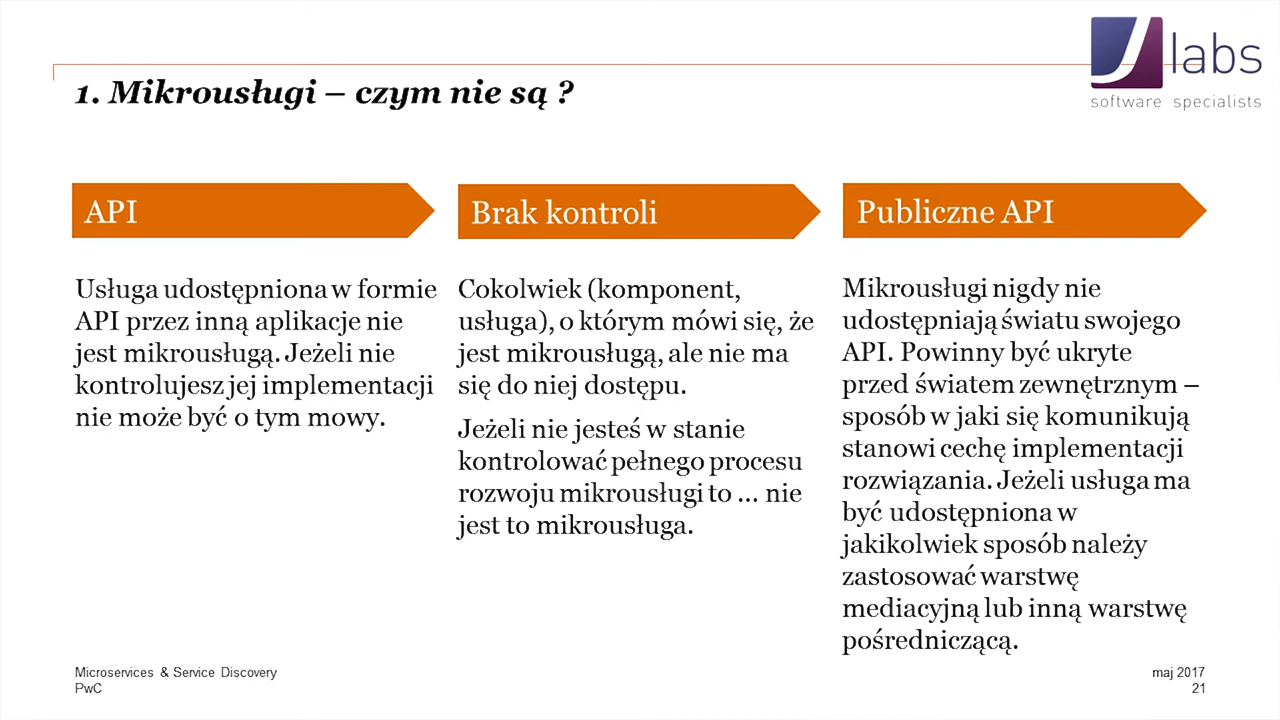 labs
software specialists
1. Mikrousługi – czym nie są ?
API
Usługa udostępniona w formie
API przez inną aplikacje nie
jest mikrousługą. Jeżeli nie
kontrolujesz jej implementacji
nie może być o tym mowy.
Brak kontroli
Cokolwiek (komponent,
usługa), o którym mówi się, że
jest mikrousługą, ale nie ma
się do niej dostępu.
Jeżeli nie jesteś w stanie
kontrolować pełnego procesu
rozwoju mikrousługi to ... nie
jest to mikrousługa.
Publiczne API
Mikrousługi nigdy nie
udostępniają światu swojego
API. Powinny być ukryte
przed światem zewnętrznym –
sposób w jaki się komunikują
stanowi cechę implementacji
rozwiązania. Jeżeli usługa ma
być udostępniona w
jakikolwiek sposób należy
zastosować warstwę
mediacyjną lub inną warstwę
pośredniczącą.
Microservices & Service Discovery
PwC
maj 2017
21